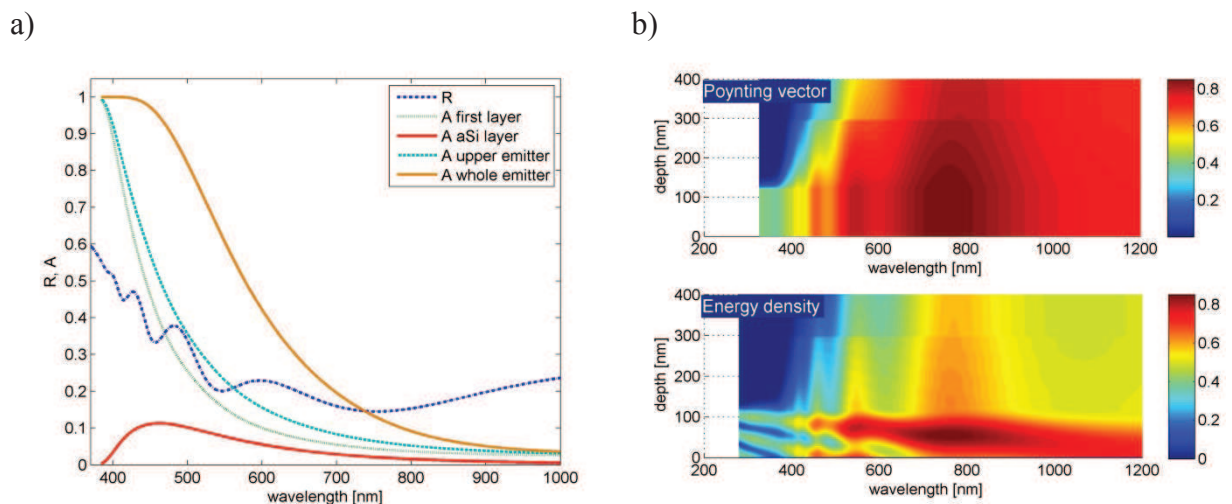 a)
b)
R, A
1
0.9
0.8
0.7
0.6
0.5
0.4
0.3
0.2
0.1
0
400 500 600 700 800 900 1000
wavelength [nm]
R
A first layer
A aSi layer
A upper emitter
A whole emitter
Poynting vector
depth [nm]
400
300
200
100
0
200 400 600 800 1000 1200
wavelength [nm]
0.8
0.6
0.4
0.2
Energy density
depth [nm]
400
300
200
100
0
200 400 600 800 1000 1200
wavelength [nm]
0.8
0.6
0.4
0.2